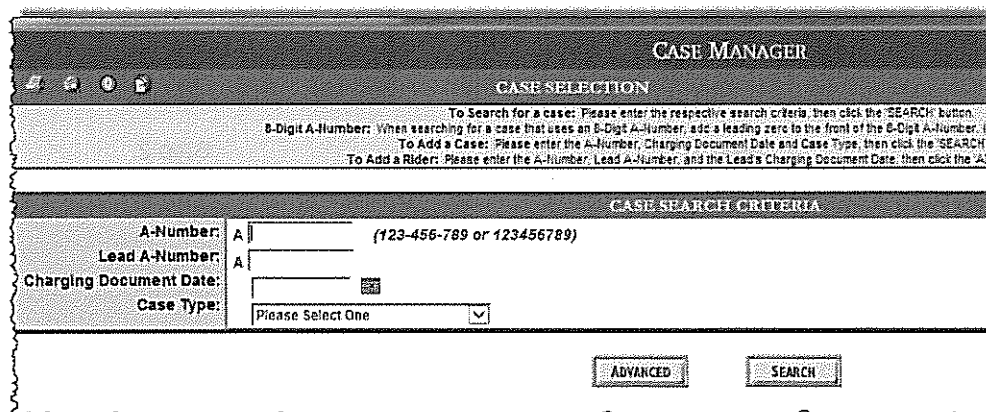 CASE MANAGER
CASE SELECTION
To Search for a case: Please enter the respective search criteria, then click the 'SEARCH' button.
8-Digit A-Number: When searching for a case that uses an 8-Digit A-Number, add a leading zero to the front of the 8-Digit A-Number,
To Add a Case: Please enter the A-Number, Charging Document Date and Case Type, then click the 'SEARCH'
To Add a Rider: Please enter the A-Number, Lead A-Number, and the Lead's Charging Document Date, then click the 'A
CASE SEARCH CRITERIA
A-Number: A (123-456-789 or 123456789)
Lead A-Number: A
Charging Document Date:
Case Type: Please Select One
ADVANCED SEARCH